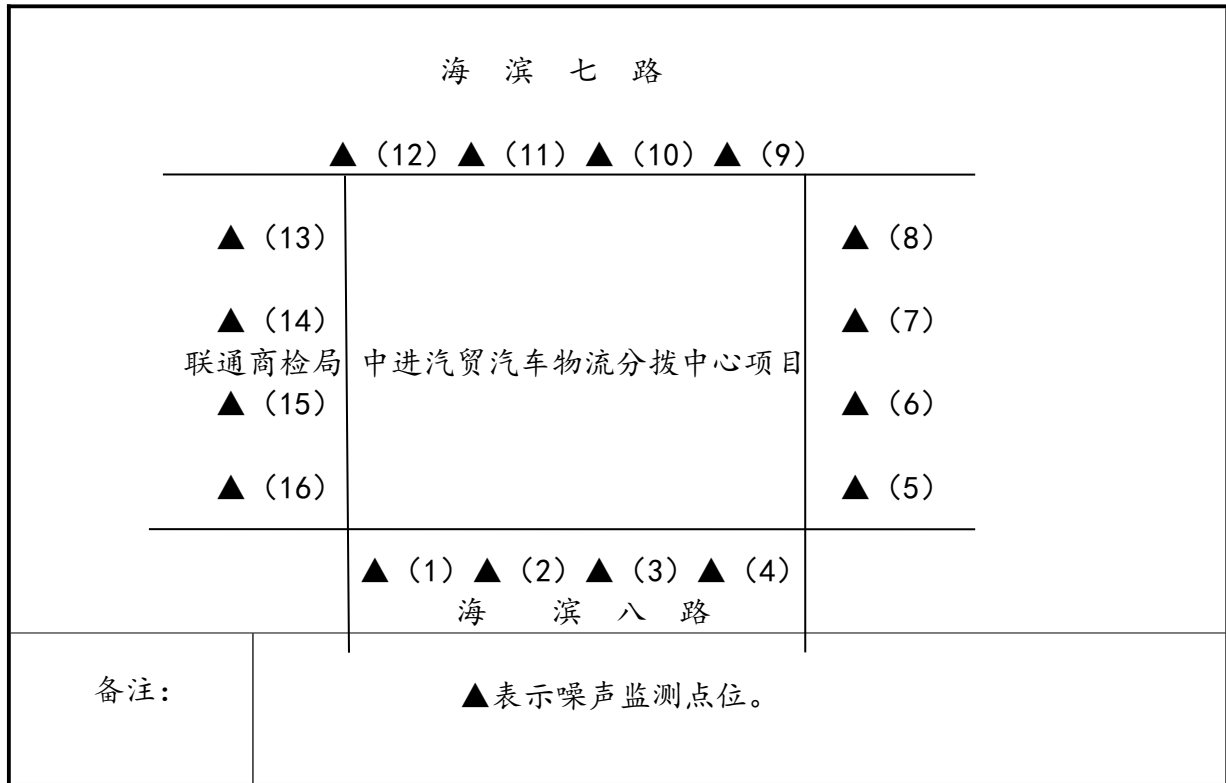 海 滨 七 路
▲（12）▲（11）▲（10）▲（9）
▲（13） ▲（8）
▲（14） ▲（7）
联通商检局 中进汽贸汽车物流分拨中心项目
▲（15） ▲（6）
▲（16） ▲（5）
▲（1）▲（2）▲（3）▲（4）
海 滨 八 路
备注： ▲表示噪声监测点位。